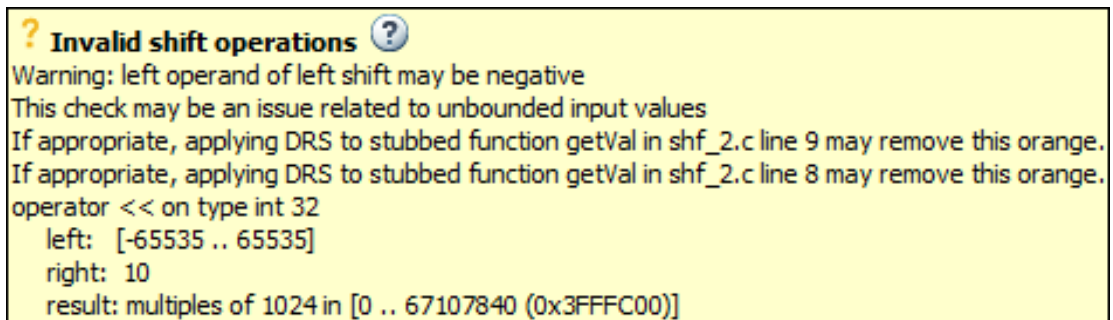 ? Invalid shift operations ?
Warning: left operand of left shift may be negative
This check may be an issue related to unbounded input values
If appropriate, applying DRS to stubbed function getVal in shf_2.c line 9 may remove this orange.
If appropriate, applying DRS to stubbed function getVal in shf_2.c line 8 may remove this orange.
operator << on type int 32
left: [-65535 .. 65535]
right: 10
result: multiples of 1024 in [0 .. 67107840 (0x3FFFC00)]